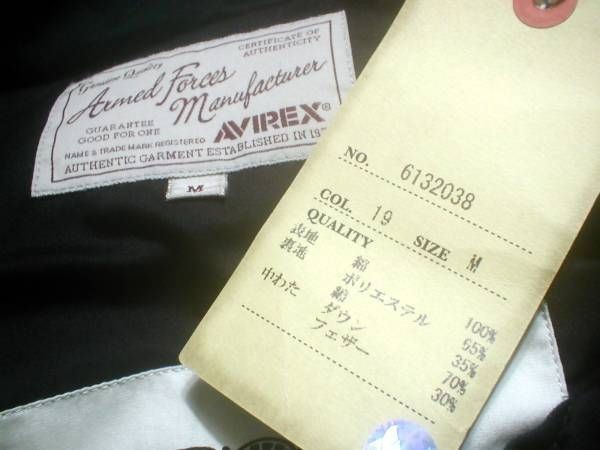 CERTIFICATE OF
AUTHENTICITY
Genuine Quality
Armed Forces
Manufacturer
GUARANTEE
GOOD FOR ONE
AVIREX®
NAME & TRADE MARK REGISTERED
AUTHENTIC GARMENT ESTABLISHED IN
M
NO. 6132038
COL. 19 SIZE M
QUALITY
表地 綿 100%
裏地 ポリエステル 65%
綿 35%
中わた ダウン 70%
フェザー 30%